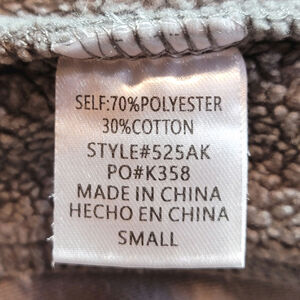 SELF:70%POLYESTER
30%COTTON
STYLE#525AK
PO#K358
MADE IN CHINA
HECHO EN CHINA
SMALL